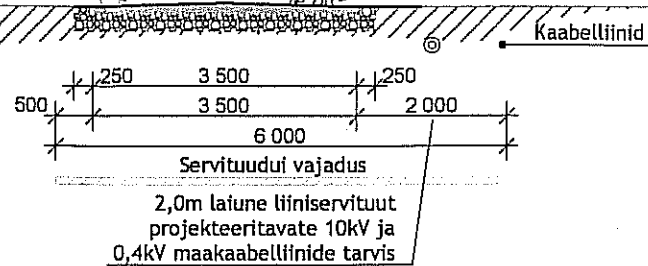 Kaabelliinid
250 3 500 250
500 3 500 2 000
6 000
Servituudui vajadus
2,0m laiune liiniservituut
projekteeritavate 10kV ja
0,4kV maakaabelliinide tarvis